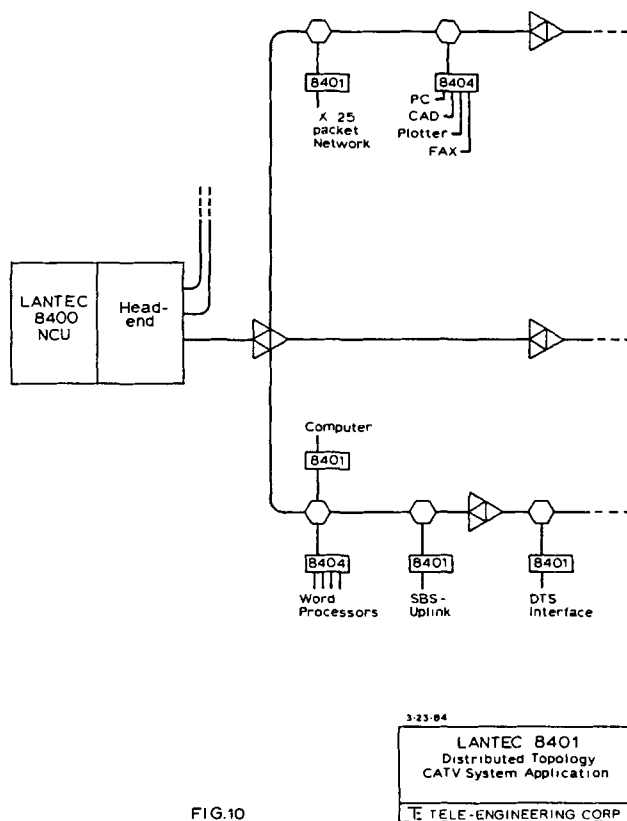 8401
8404
X 25
packet
Network
PC
CAD
Plotter
FAX
LANTEC
8400
NCU
Head-
end
Computer
8401
8404
8401
8401
Word
Processors
SBS-
Uplink
DTS
Interface
3-23-84
LANTEC 8401
Distributed Topology
CATV System Application
TE TELE-ENGINEERING CORP
FIG.10